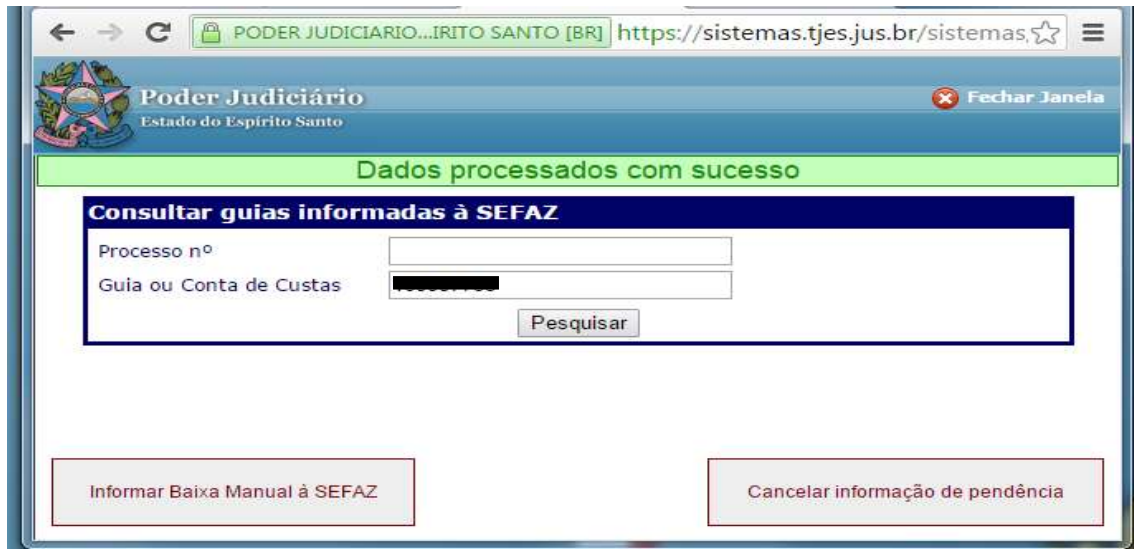 PODER JUDICIARIO...IRITO SANTO [BR] https://sistemas.tjes.jus.br/sistemas
Poder Judiciário
Estado do Espírito Santo
Fechar Janela
Dados processados com sucesso
Consultar guias informadas à SEFAZ
Processo nº
Guia ou Conta de Custas
Pesquisar
Informar Baixa Manual à SEFAZ
Cancelar informação de pendência